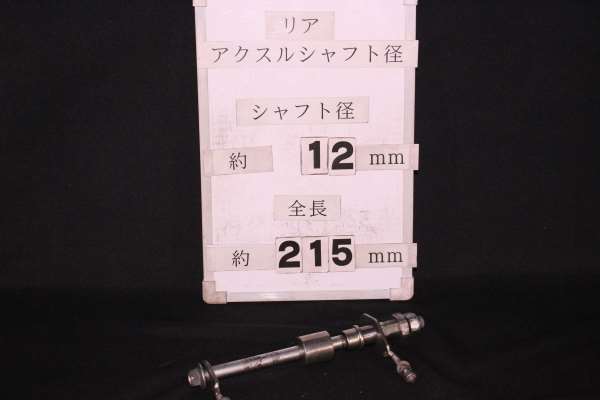 リア
アクスルシャフト径
シャフト径
約 12 mm
全長
約 215 mm